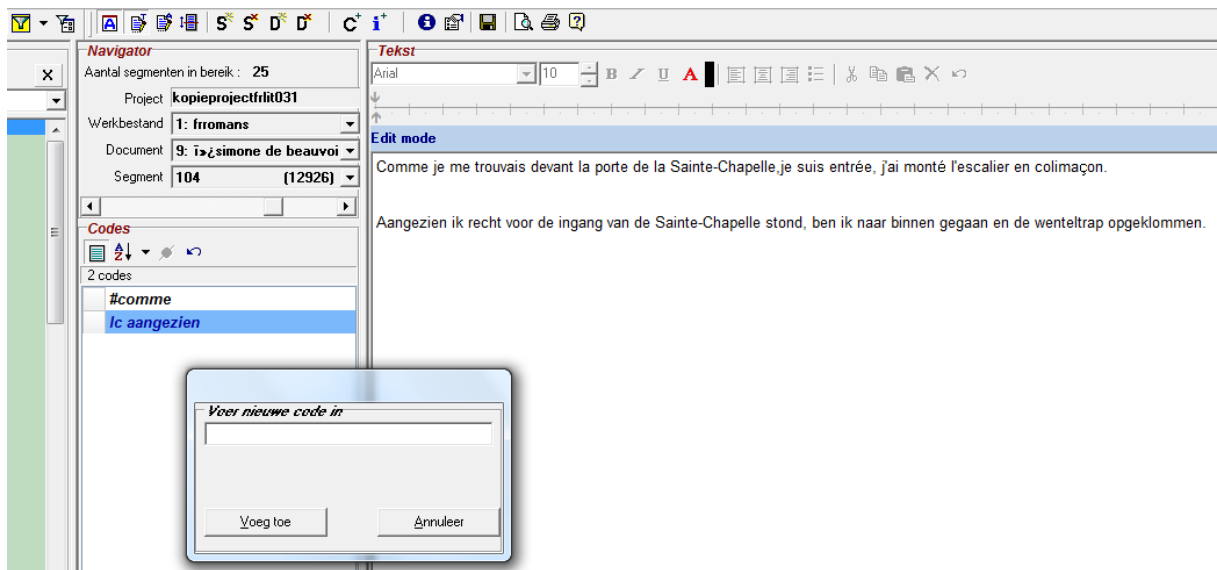 S S D D C+ i+
Navigator
Aantal segmenten in bereik : 25
Project kopieprojectfrlit031
Werkbestand 1: frromans
Document 9: ï»¿simone de beauvoi
Segment 104 (12926)
Codes
2 codes
#comme
Ic aangezien
Voer nieuwe code in
Voeg toe
Annuleer
Tekst
Arial 10 B I U A
Edit mode
Comme je me trouvais devant la porte de la Sainte-Chapelle,je suis entrée, j'ai monté l'escalier en colimaçon.
Aangezien ik recht voor de ingang van de Sainte-Chapelle stond, ben ik naar binnen gegaan en de wenteltrap opgeklommen.